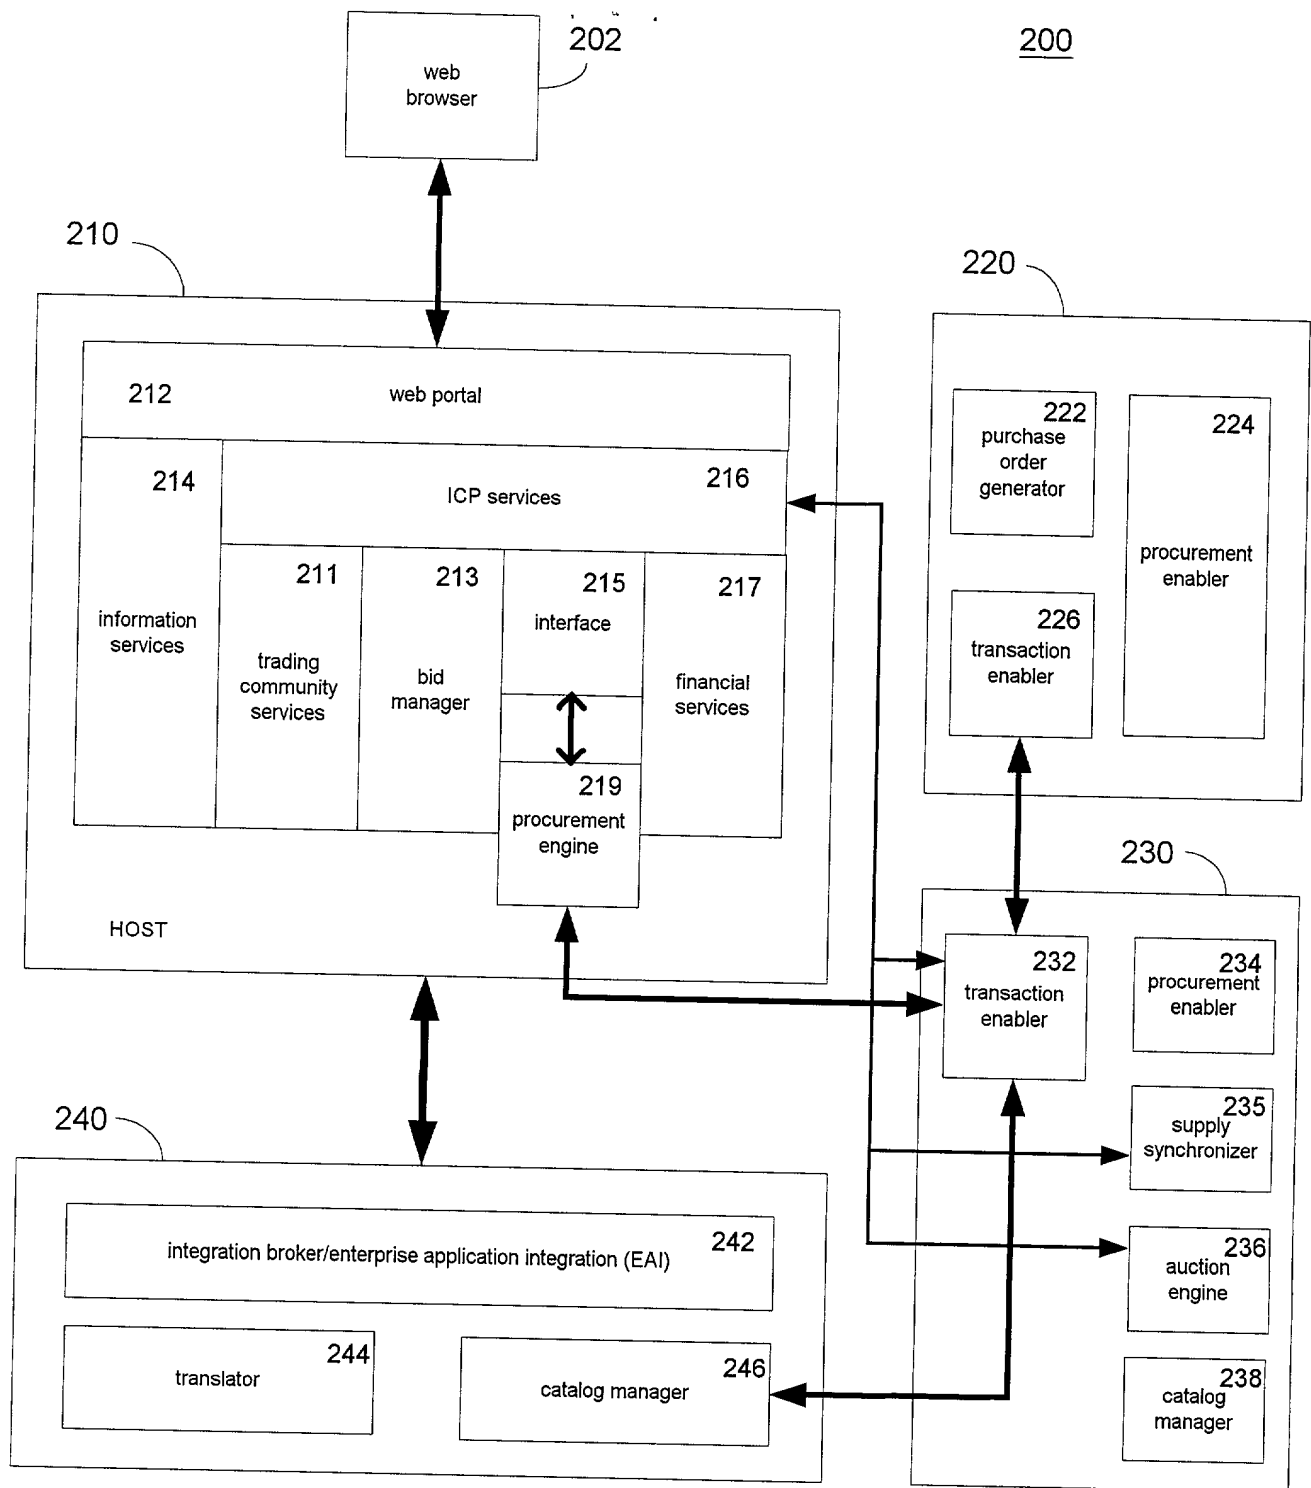 202
200
web
browser
210
220
212
web portal
214
216
ICP services
information
services
211
trading
community
services
213
bid
manager
215
interface
217
financial
services
219
procurement
engine
HOST
222
purchase
order
generator
224
procurement
enabler
226
transaction
enabler
230
232
transaction
enabler
234
procurement
enabler
235
supply
synchronizer
236
auction
engine
238
catalog
manager
240
242
integration broker/enterprise application integration (EAI)
244
translator
246
catalog manager